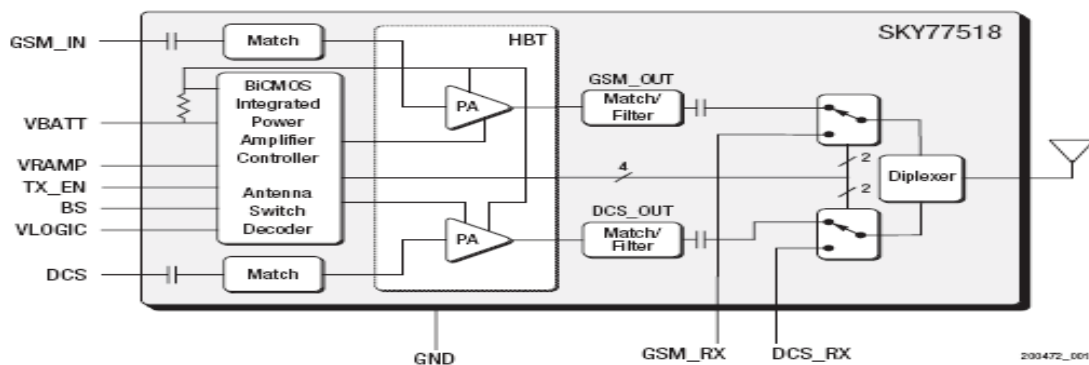 SKY77518
HBT
GSM_IN
Match
GSM_OUT
BiCMOS
Integrated
Power
Amplifier
Controller
Antenna
Switch
Decoder
PA
Match/
Filter
VBATT
VRAMP
TX_EN
BS
VLOGIC
4
2
2
Diplexer
DCS_OUT
PA
Match/
Filter
DCS
Match
GND
GSM_RX
DCS_RX
200472_001